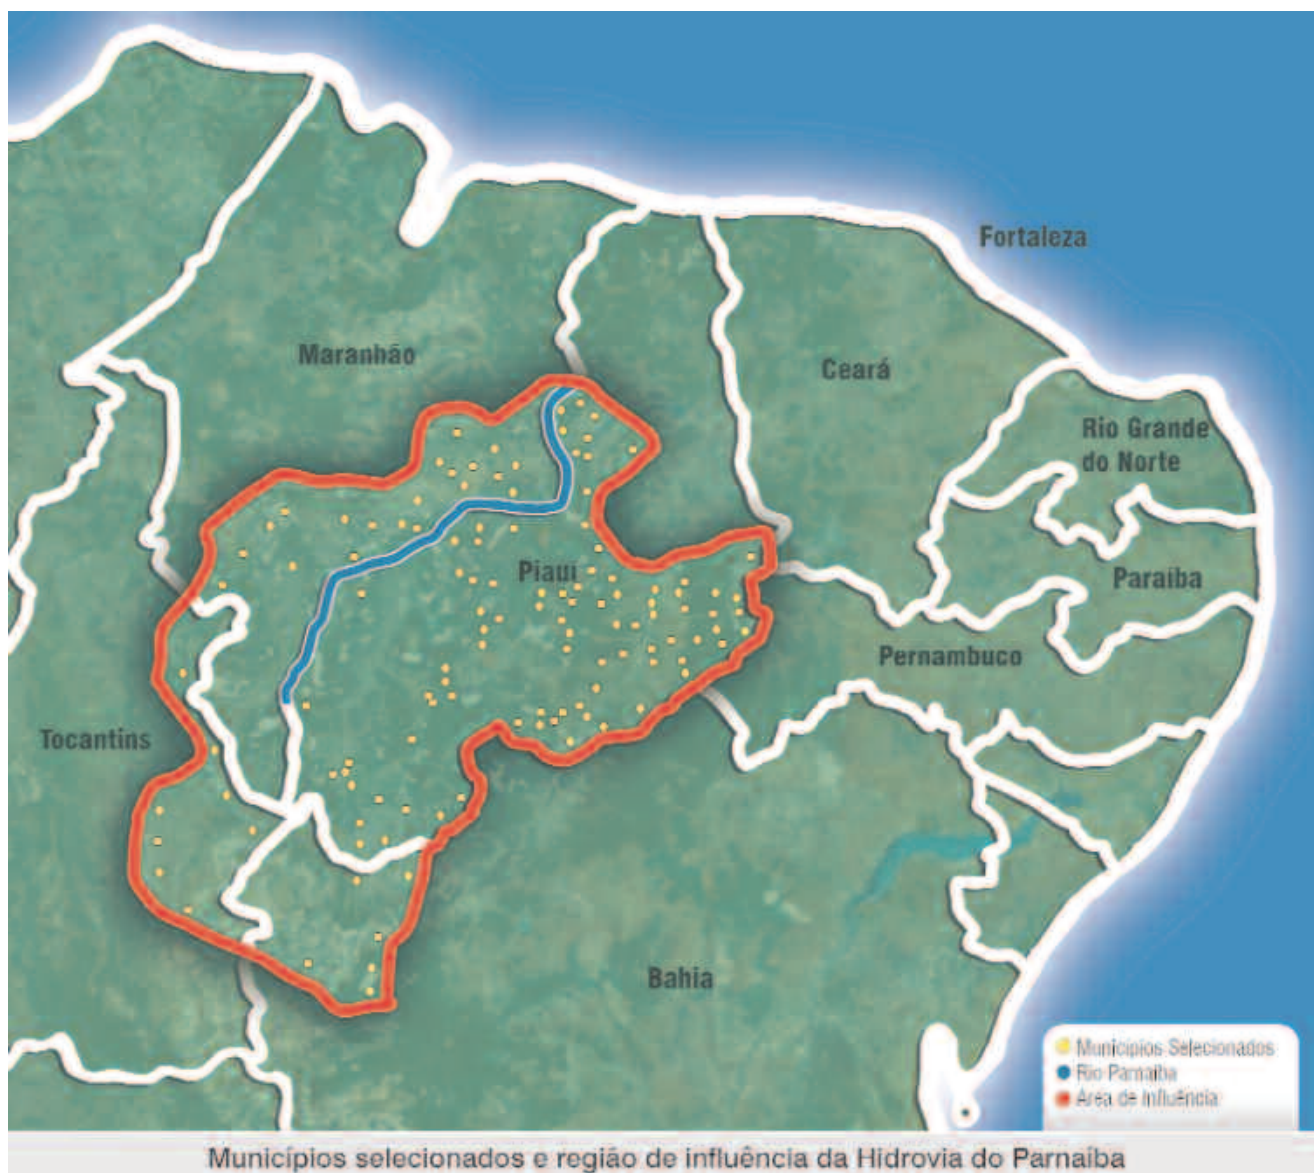 Fortaleza
Maranhão
Ceará
Rio Grande
do Norte
Piauí
Paraíba
Pernambuco
Tocantins
Bahia
Municípios Selecionados
Rio Parnaíba
Área de Influência
Municípios selecionados e região de influência da Hidrovia do Parnaíba